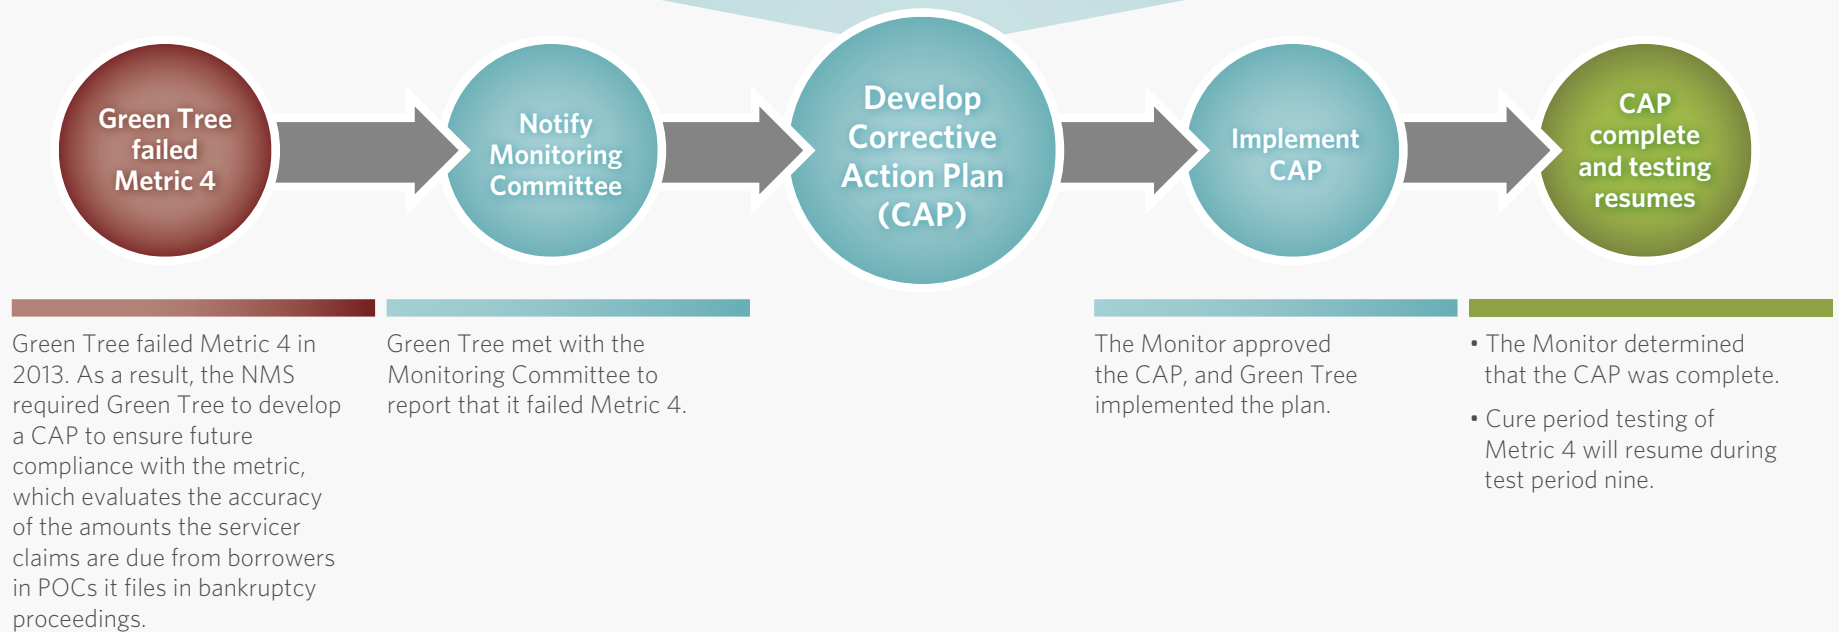 Green Tree
failed
Metric 4
Notify
Monitoring
Committee
Develop
Corrective
Action Plan
(CAP)
Implement
CAP
CAP
complete
and testing
resumes
Green Tree failed Metric 4 in
2013. As a result, the NMS
required Green Tree to develop
a CAP to ensure future
compliance with the metric,
which evaluates the accuracy
of the amounts the servicer
claims are due from borrowers
in POCs it files in bankruptcy
proceedings.
Green Tree met with the
Monitoring Committee to
report that it failed Metric 4.
The Monitor approved
the CAP, and Green Tree
implemented the plan.
• The Monitor determined
that the CAP was complete.
• Cure period testing of
Metric 4 will resume during
test period nine.